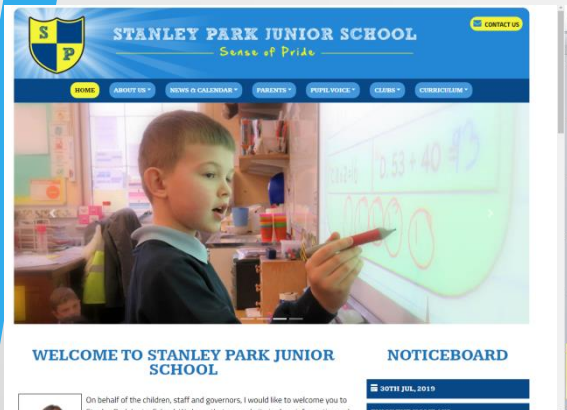 S
P
STANLEY PARK JUNIOR SCHOOL
Sense of Pride
CONTACT US
HOME ABOUT US NEWS & CALENDAR PARENTS PUPIL VOICE CLUBS CURRICULUM
53 + 40 = 93
WELCOME TO STANLEY PARK JUNIOR
SCHOOL
NOTICEBOARD
30TH JUL, 2019
On behalf of the children, staff and governors, I would like to welcome you to